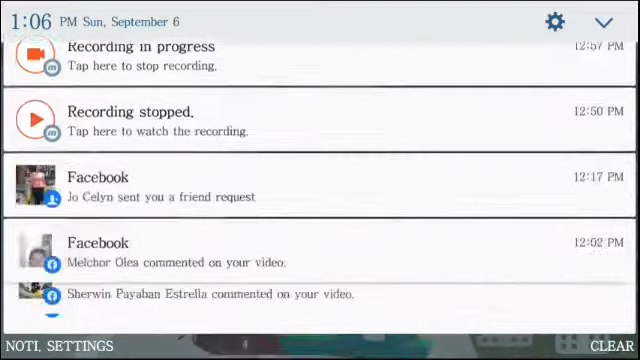 1:06 PM Sun, September 6
Recording in progress 12:57 PM
Tap here to stop recording.
Recording stopped. 12:50 PM
Tap here to watch the recording.
Facebook 12:17 PM
Jo Celyn sent you a friend request
Facebook 12:02 PM
Melchor Olea commented on your video.
Sherwin Payaban Estrella commented on your video.
NOTI. SETTINGS CLEAR